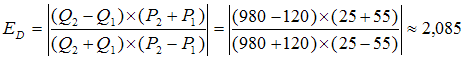 E_D = |(Q_2 – Q_1)×(P_2 + P_1) / (Q_2 + Q_1)×(P_2 – P_1)| = |(980 – 120)×(25 + 55) / (980 + 120)×(25 – 55)| ≈ 2,085